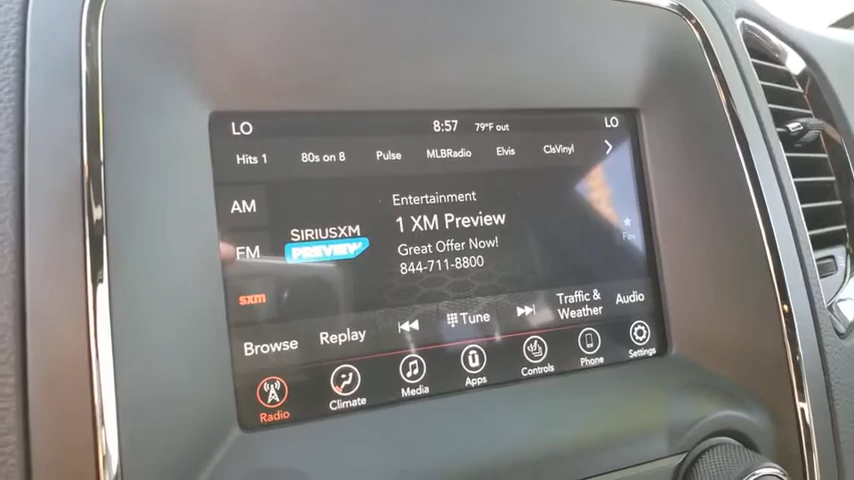 LO 8:57 79°F out LO
Hits 1 80s on 8 Pulse MLBRadio Elvis ClsVinyl
AM
FM
sxm
SIRIUSXM
PREVIEW
Entertainment
1 XM Preview
Great Offer Now!
844-711-8800
Fav
Browse Replay Tune Traffic & Weather Audio
Radio Climate Media Apps Controls Phone Settings